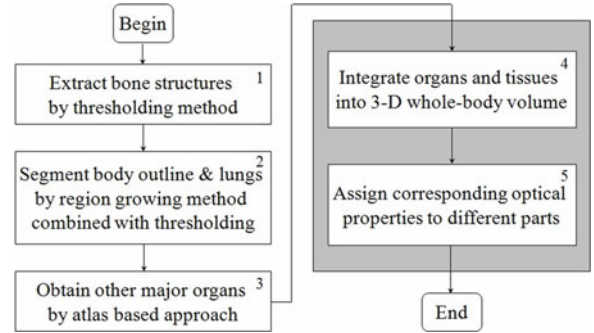 Begin
1
Extract bone structures
by thresholding method
2
Segment body outline & lungs
by region growing method
combined with thresholding
3
Obtain other major organs
by atlas based approach
4
Integrate organs and tissues
into 3-D whole-body volume
5
Assign corresponding optical
properties to different parts
End